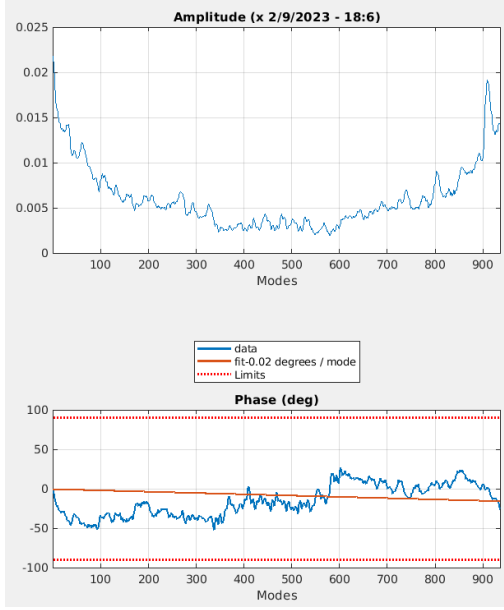 Amplitude (x 2/9/2023 - 18:6)
0.025
0.02
0.015
0.01
0.005
0
100 200 300 400 500 600 700 800 900
Modes
data
fit-0.02 degrees / mode
Limits
Phase (deg)
100
50
0
-50
-100
100 200 300 400 500 600 700 800 900
Modes